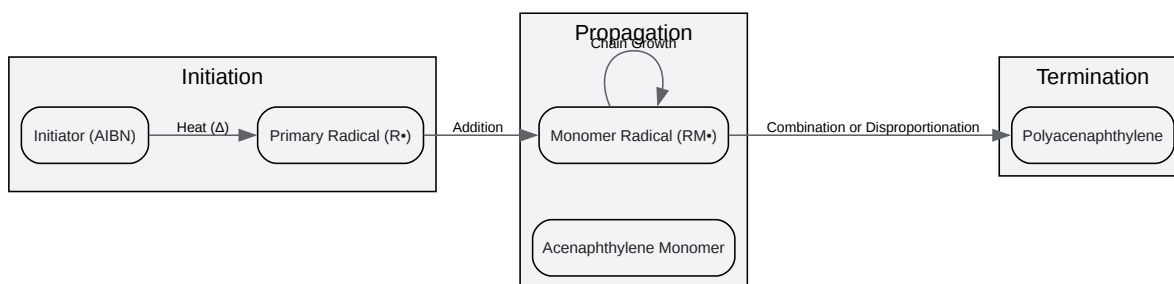 Initiation
Initiator (AIBN)
Heat (Δ)
Primary Radical (R•)
Addition
Propagation
Chain Growth
Monomer Radical (RM•)
Acenaphthylene Monomer
Combination or Disproportionation
Termination
Polyacenaphthylene